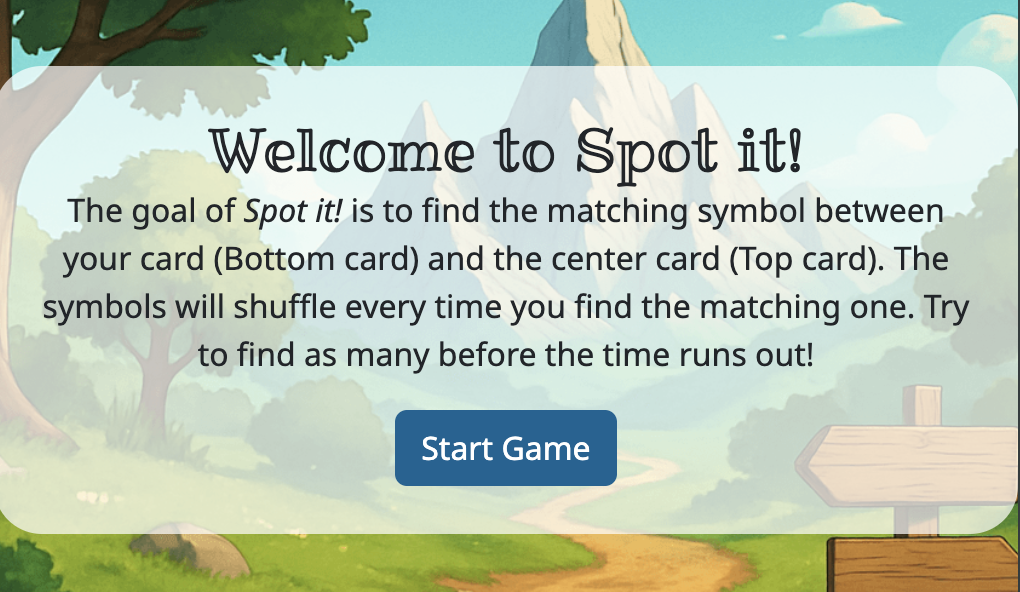 Welcome to Spot it!
The goal of Spot it! is to find the matching symbol between
your card (Bottom card) and the center card (Top card). The
symbols will shuffle every time you find the matching one. Try
to find as many before the time runs out!
Start Game